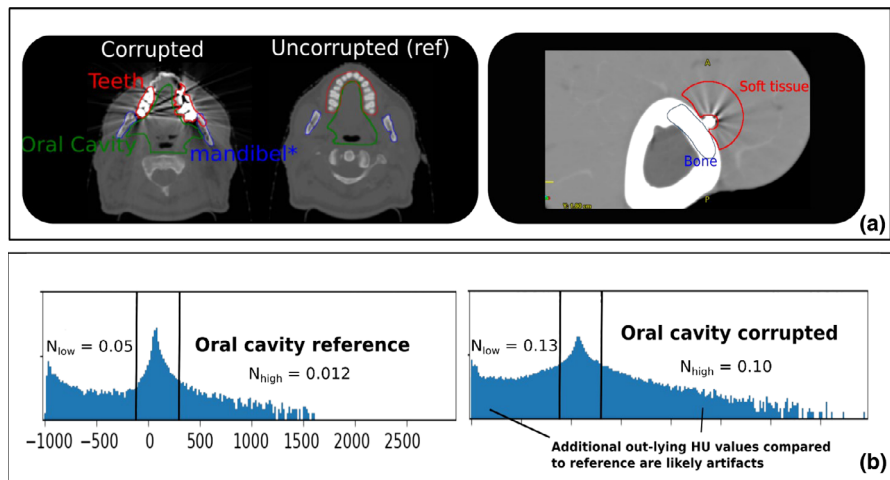 Corrupted
Uncorrupted (ref)
Teeth
Oral Cavity
mandibel*
A
Soft tissue
Bone
P
(a)
N_low = 0.05
Oral cavity reference
N_high = 0.012
−1000 −500 0 500 1000 1500 2000 2500
N_low = 0.13
Oral cavity corrupted
N_high = 0.10
Additional out-lying HU values compared
to reference are likely artifacts
(b)